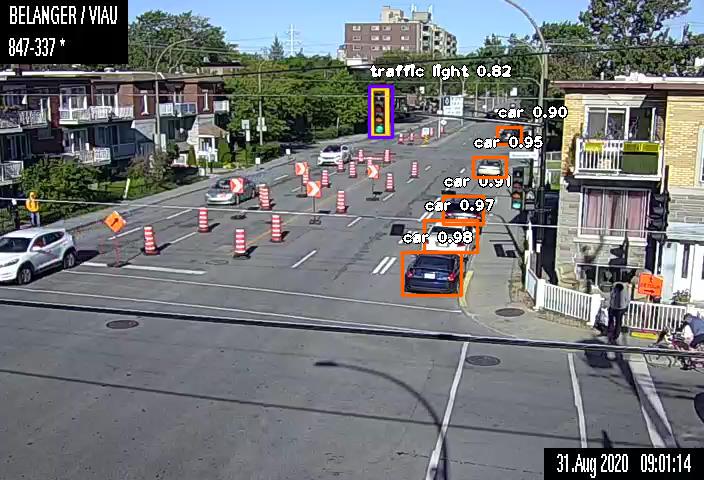 BELANGER / VIAU
847-337 *
traffic light 0.82
car 0.90
car 0.95
car 0.91
car 0.97
car 0.98
31.Aug 2020 09:01:14